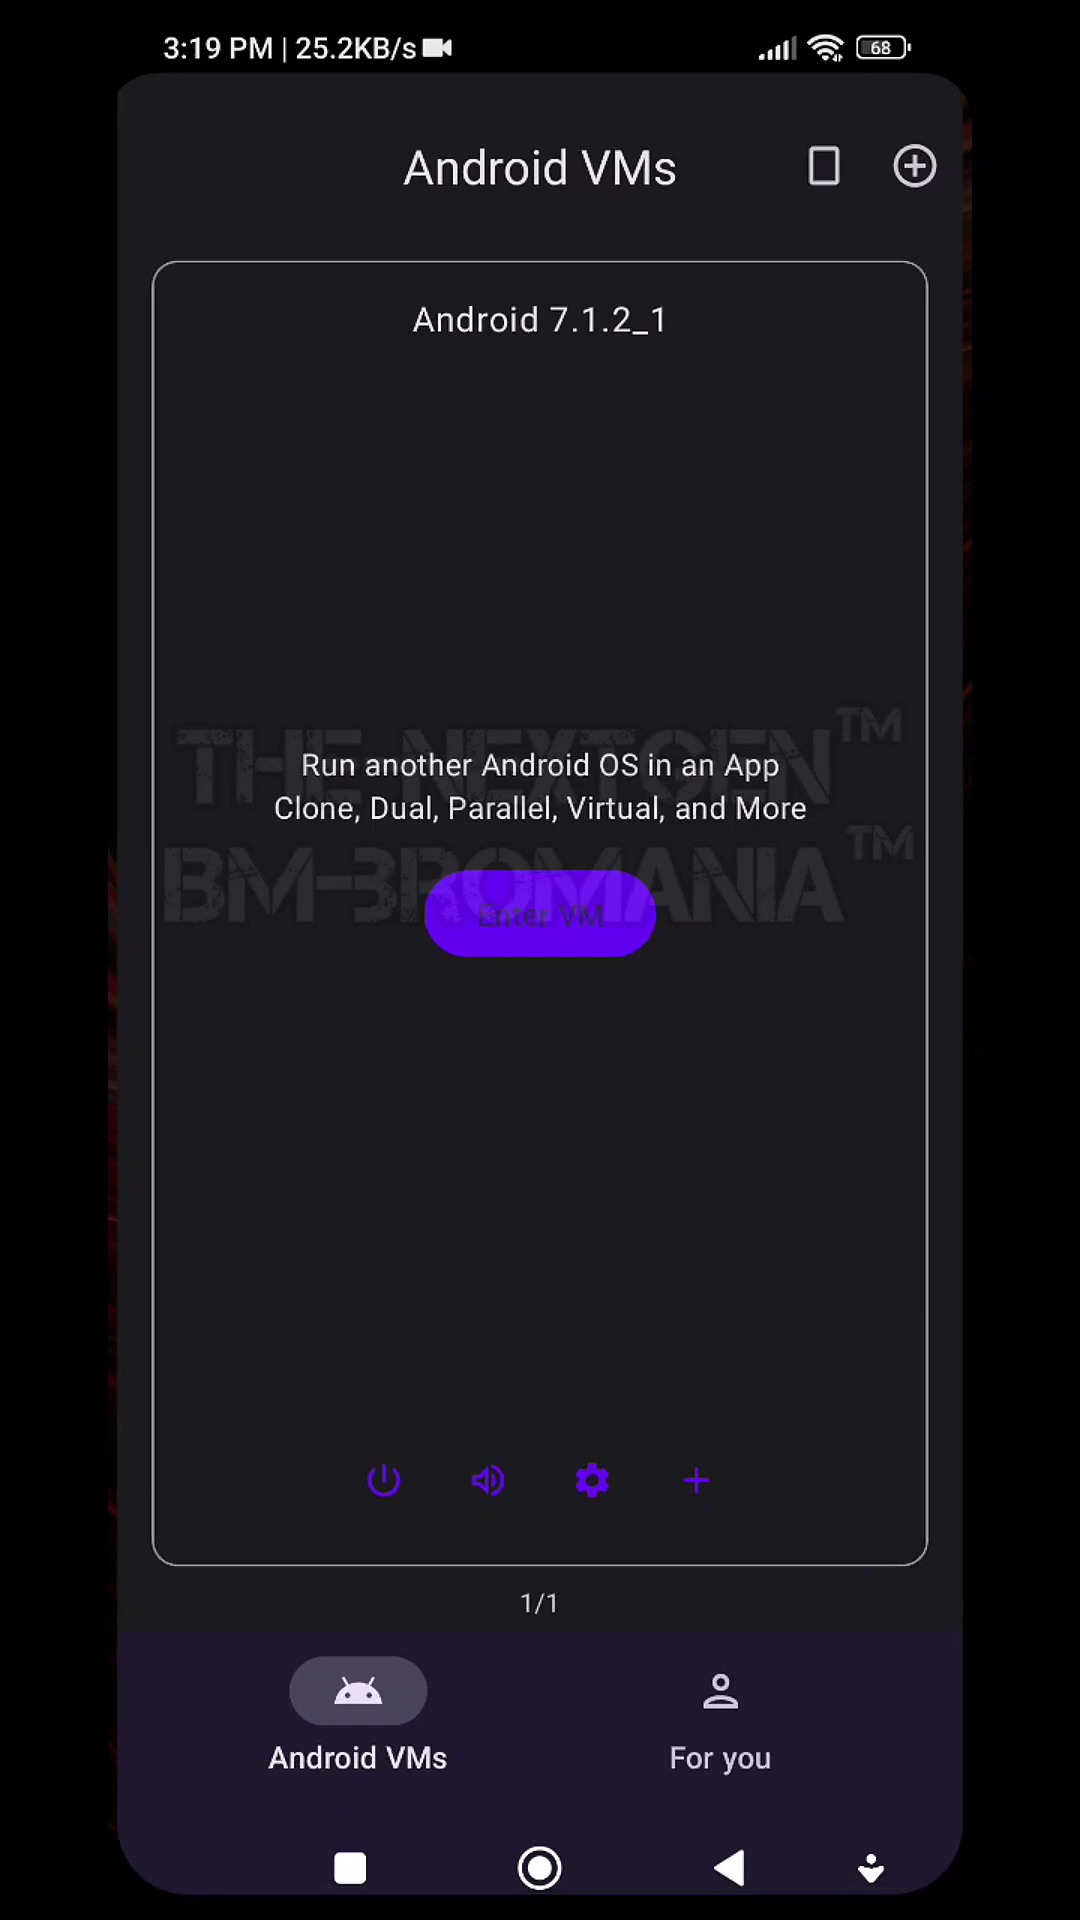 3:19 PM | 25.2KB/s
68
Android VMs
Android 7.1.2_1
THE NEXTGEN™
Run another Android OS in an App
Clone, Dual, Parallel, Virtual, and More
BM-BROMANIA™
Enter VM
1/1
Android VMs
For you